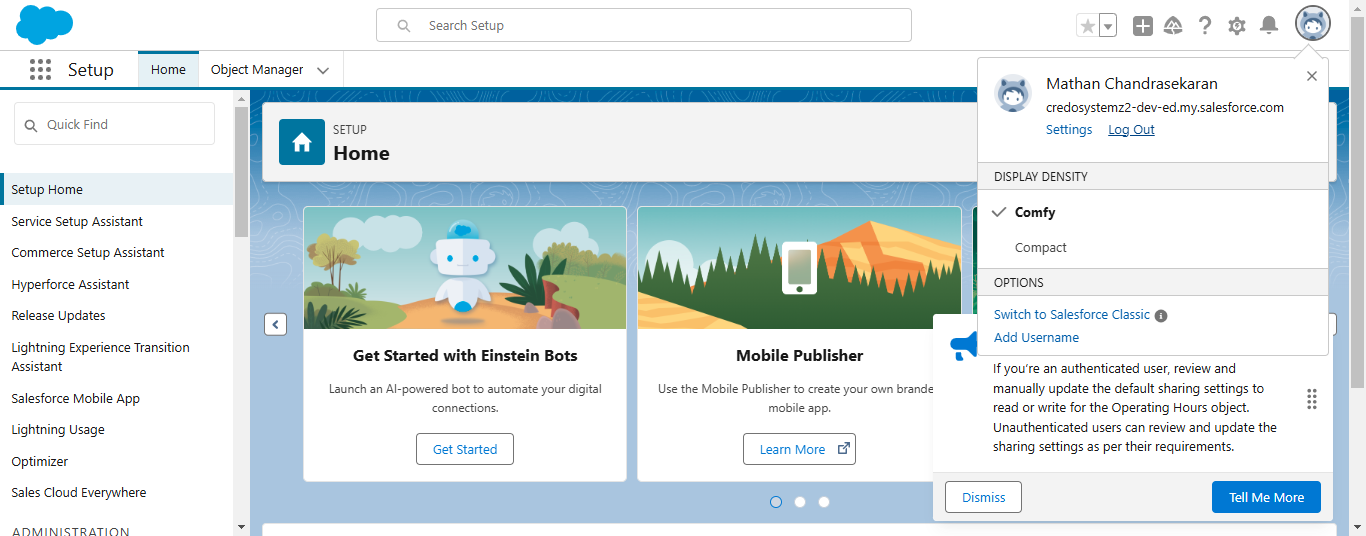 Search Setup
Setup
Home
Object Manager
Quick Find
Setup Home
Service Setup Assistant
Commerce Setup Assistant
Hyperforce Assistant
Release Updates
Lightning Experience Transition
Assistant
Salesforce Mobile App
Lightning Usage
Optimizer
Sales Cloud Everywhere
ADMINISTRATION
SETUP
Home
Get Started with Einstein Bots
Launch an AI-powered bot to automate your digital
connections.
Get Started
Mobile Publisher
Use the Mobile Publisher to create your own brande
mobile app.
Learn More
Mathan Chandrasekaran
credosystemz2-dev-ed.my.salesforce.com
Settings Log Out
DISPLAY DENSITY
Comfy
Compact
OPTIONS
Switch to Salesforce Classic
Add Username
If you're an authenticated user, review and
manually update the default sharing settings to
read or write for the Operating Hours object.
Unauthenticated users can review and update the
sharing settings as per their requirements.
Dismiss
Tell Me More